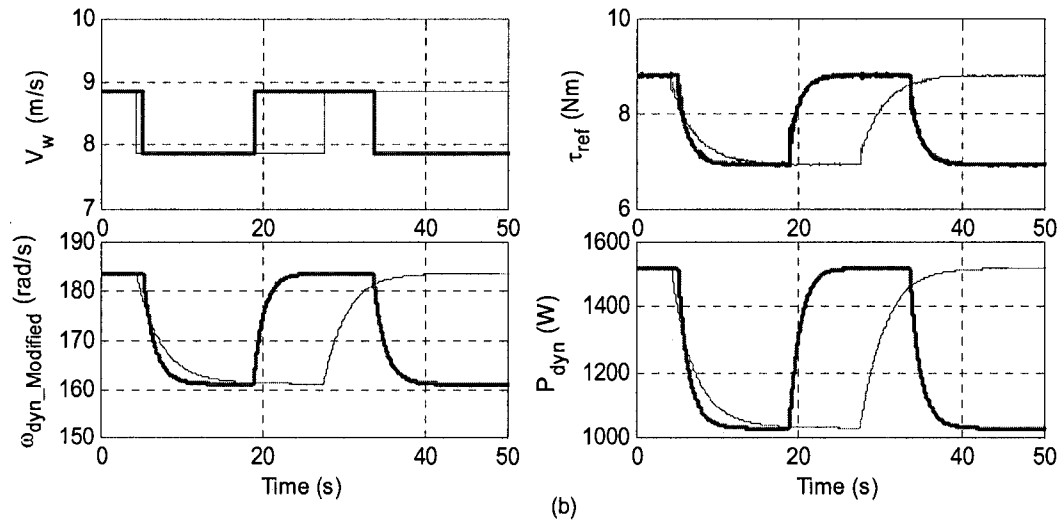 10
9
8
7
V_w (m/s)
0 20 40 50
10
8
6
τ_ref (Nm)
0 20 40 50
190
180
170
160
150
ω_dyn_Modified (rad/s)
0 20 40 50
Time (s)
1600
1400
1200
1000
P_dyn (W)
0 20 40 50
Time (s)
(b)